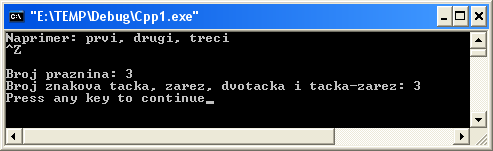 "E:\TEMP\Debug\Cpp1.exe"
Naprimer: prvi, drugi, treci
^Z
Broj praznina: 3
Broj znakova tacka, zarez, dvotacka i tacka-zarez: 3
Press any key to continue_